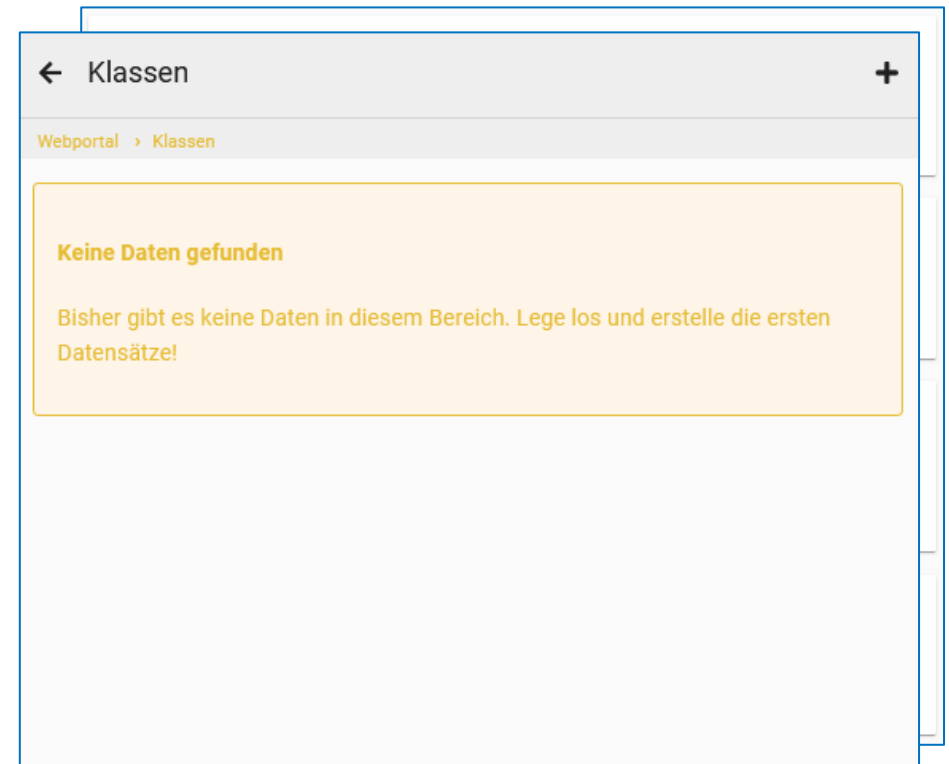 Klassen
Webportal › Klassen
Keine Daten gefunden
Bisher gibt es keine Daten in diesem Bereich. Lege los und erstelle die ersten
Datensätze!